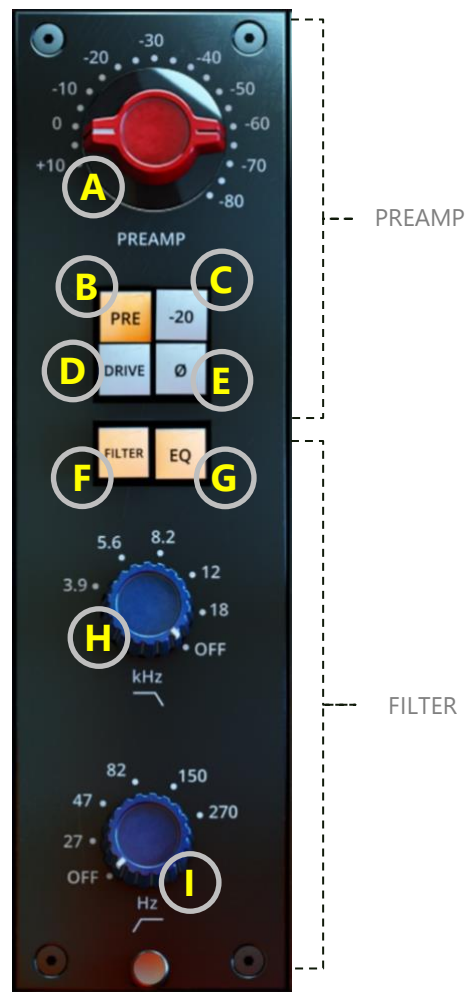 -30
-20 -40
-10 -50
0 -60
+10 -70
A -80
PREAMP
PREAMP
B C
PRE -20
D DRIVE Ø E
FILTER EQ
F G
5.6 8.2
3.9 12
18
H OFF
kHz
FILTER
82 150
47 270
27
OFF I
Hz